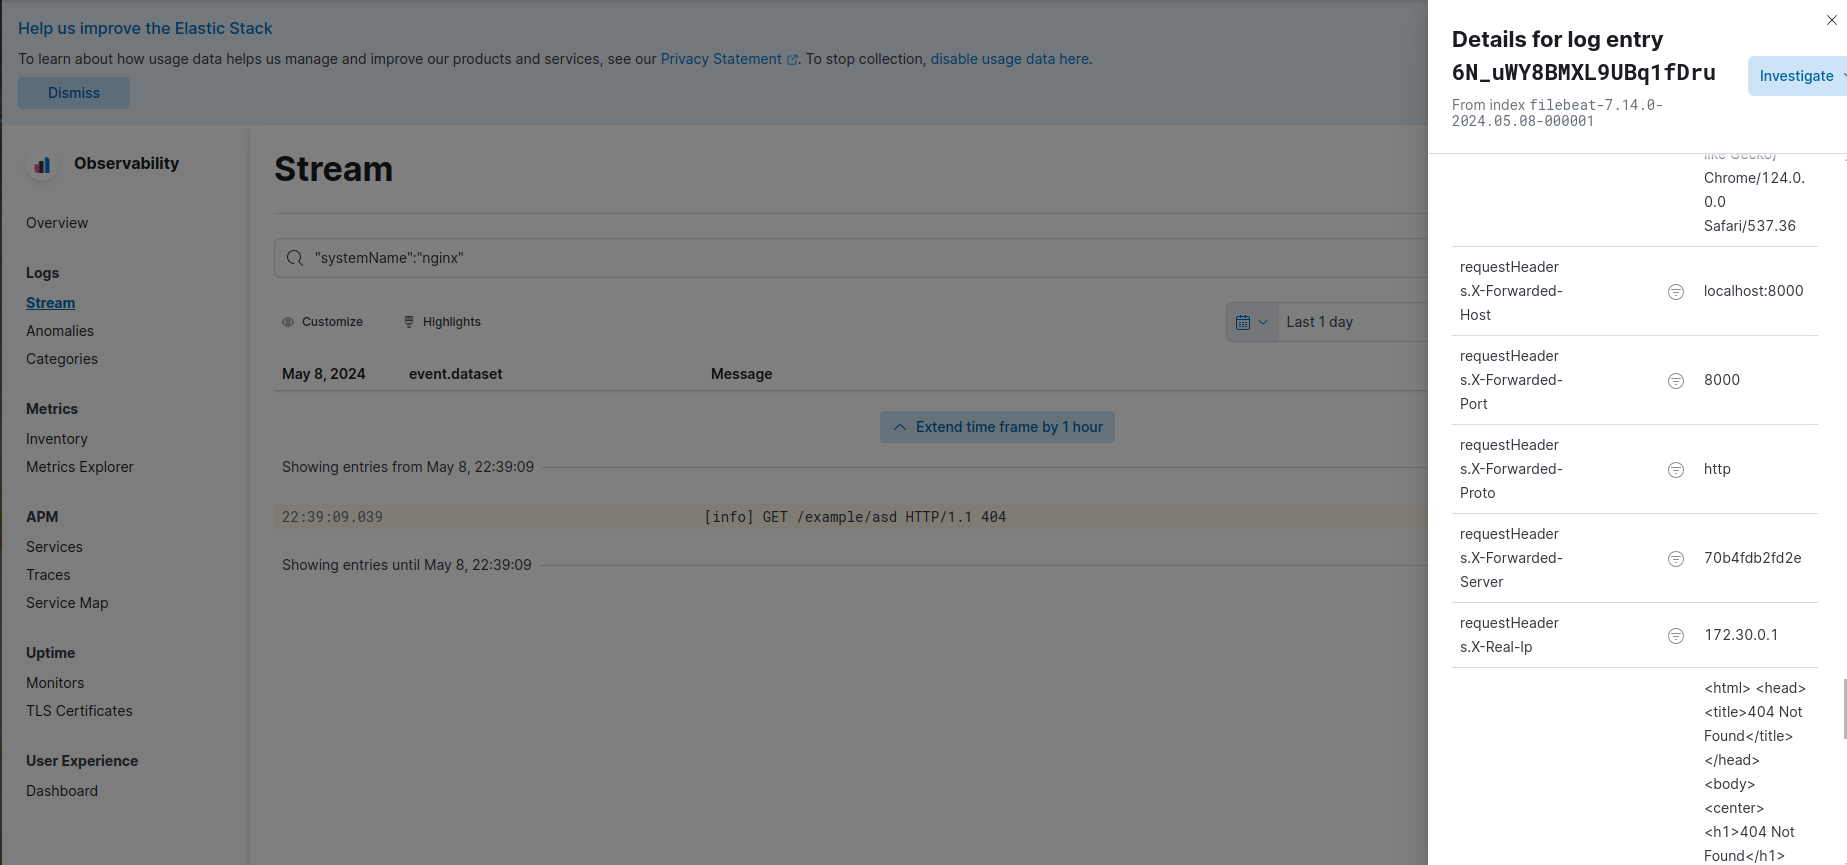 Help us improve the Elastic Stack
To learn about how usage data helps us manage and improve our products and services, see our Privacy Statement. To stop collection, disable usage data here.
Dismiss
Observability
Overview
Logs
Stream
Anomalies
Categories
Metrics
Inventory
Metrics Explorer
APM
Services
Traces
Service Map
Uptime
Monitors
TLS Certificates
User Experience
Dashboard
Stream
"systemName":"nginx"
Customize
Highlights
Last 1 day
May 8, 2024
event.dataset
Message
Extend time frame by 1 hour
Showing entries from May 8, 22:39:09
22:39:09.039
[info] GET /example/asd HTTP/1.1 404
Showing entries until May 8, 22:39:09
Details for log entry
6N_uWY8BMXL9UBq1fDru
Investigate
From index filebeat-7.14.0-
2024.05.08-000001
like Gecko)
Chrome/124.0.
0.0
Safari/537.36
requestHeader
s.X-Forwarded-
Host
localhost:8000
requestHeader
s.X-Forwarded-
Port
8000
requestHeader
s.X-Forwarded-
Proto
http
requestHeader
s.X-Forwarded-
Server
70b4fdb2fd2e
requestHeader
s.X-Real-Ip
172.30.0.1
<html> <head>
<title>404 Not
Found</title>
</head>
<body>
<center>
<h1>404 Not
Found</h1>